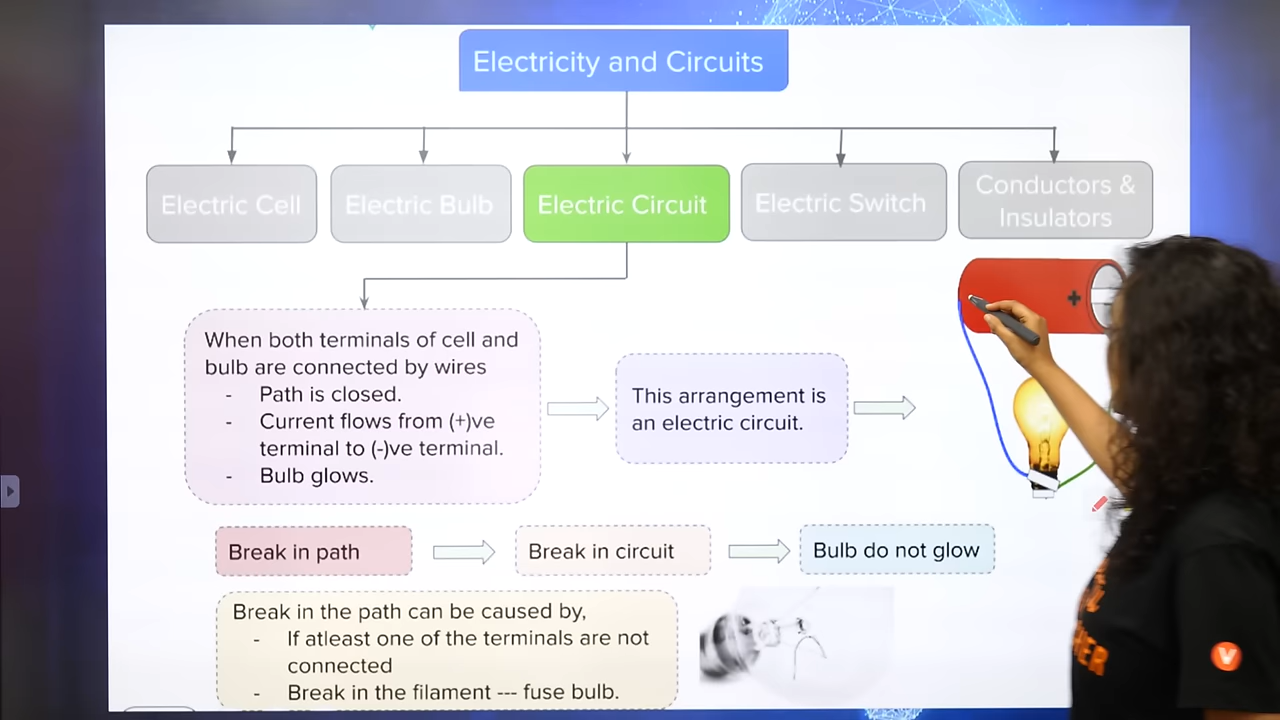 Electricity and Circuits
Electric Cell
Electric Bulb
Electric Circuit
Electric Switch
Conductors &
Insulators
+
When both terminals of cell and
bulb are connected by wires
- Path is closed.
- Current flows from (+)ve
terminal to (-)ve terminal.
- Bulb glows.
This arrangement is
an electric circuit.
Break in path
Break in circuit
Bulb do not glow
Break in the path can be caused by,
- If atleast one of the terminals are not
connected
- Break in the filament --- fuse bulb.
V